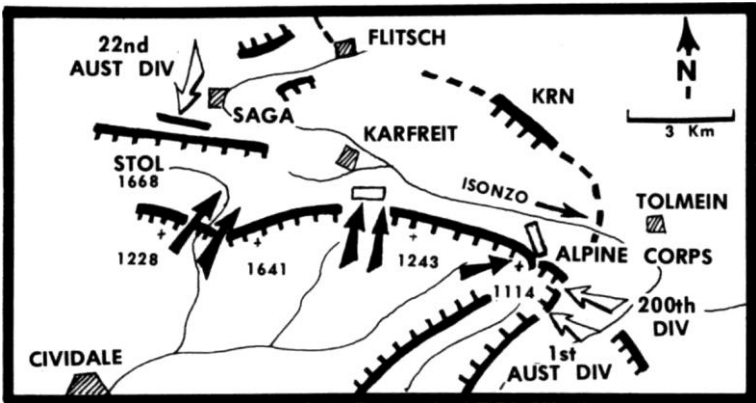 FLITSCH
22nd
AUST DIV
N
KRN
SAGA
3 Km
KARFREIT
STOL
1668
ISONZO
TOLMEIN
ALPINE CORPS
1228
1641
1243
1114
200th
DIV
CIVIDALE
1st
AUST DIV